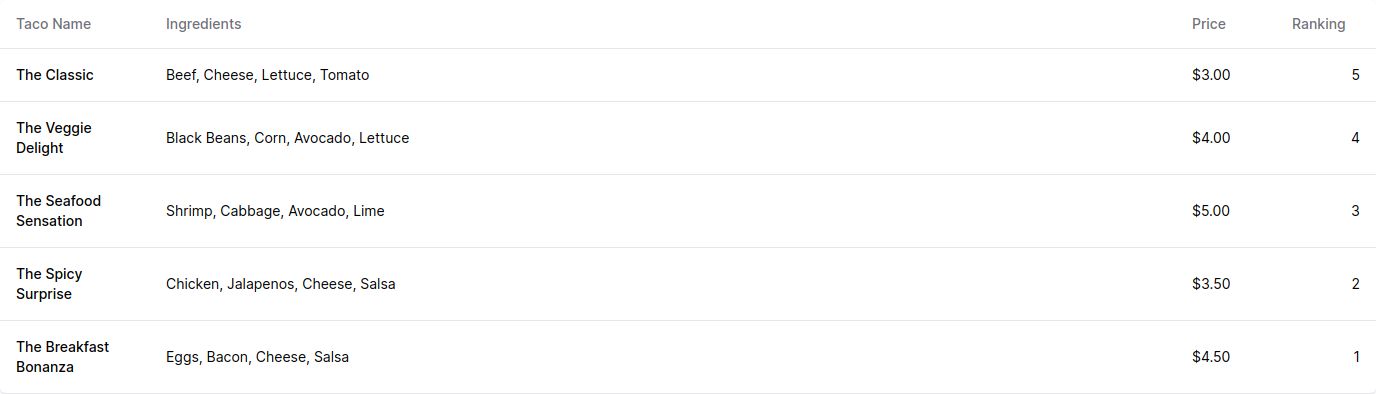 Taco Name Ingredients Price Ranking
The Classic Beef, Cheese, Lettuce, Tomato $3.00 5
The Veggie
Delight
Black Beans, Corn, Avocado, Lettuce $4.00 4
The Seafood
Sensation
Shrimp, Cabbage, Avocado, Lime $5.00 3
The Spicy
Surprise
Chicken, Jalapenos, Cheese, Salsa $3.50 2
The Breakfast
Bonanza
Eggs, Bacon, Cheese, Salsa $4.50 1